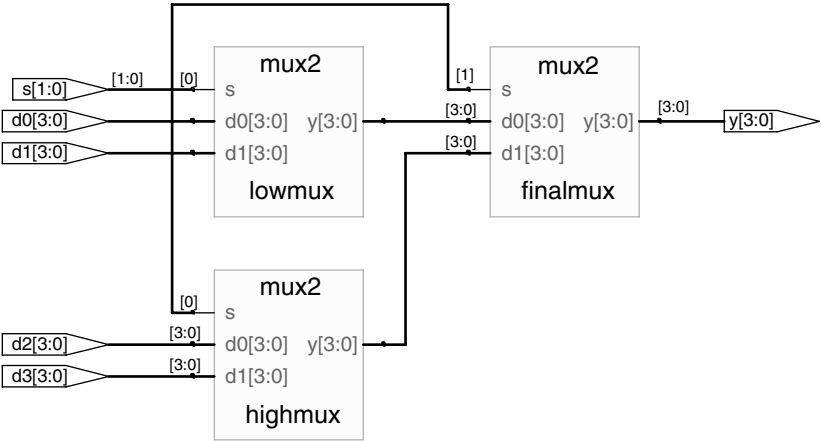 mux2
mux2
s[1:0]
[1:0]
[0]
s
[1]
s
d0[3:0]
d0[3:0]
y[3:0]
[3:0]
d0[3:0]
y[3:0]
[3:0]
y[3:0]
d1[3:0]
d1[3:0]
[3:0]
d1[3:0]
lowmux
finalmux
mux2
[0]
s
d2[3:0]
[3:0]
d0[3:0]
y[3:0]
d3[3:0]
[3:0]
d1[3:0]
highmux